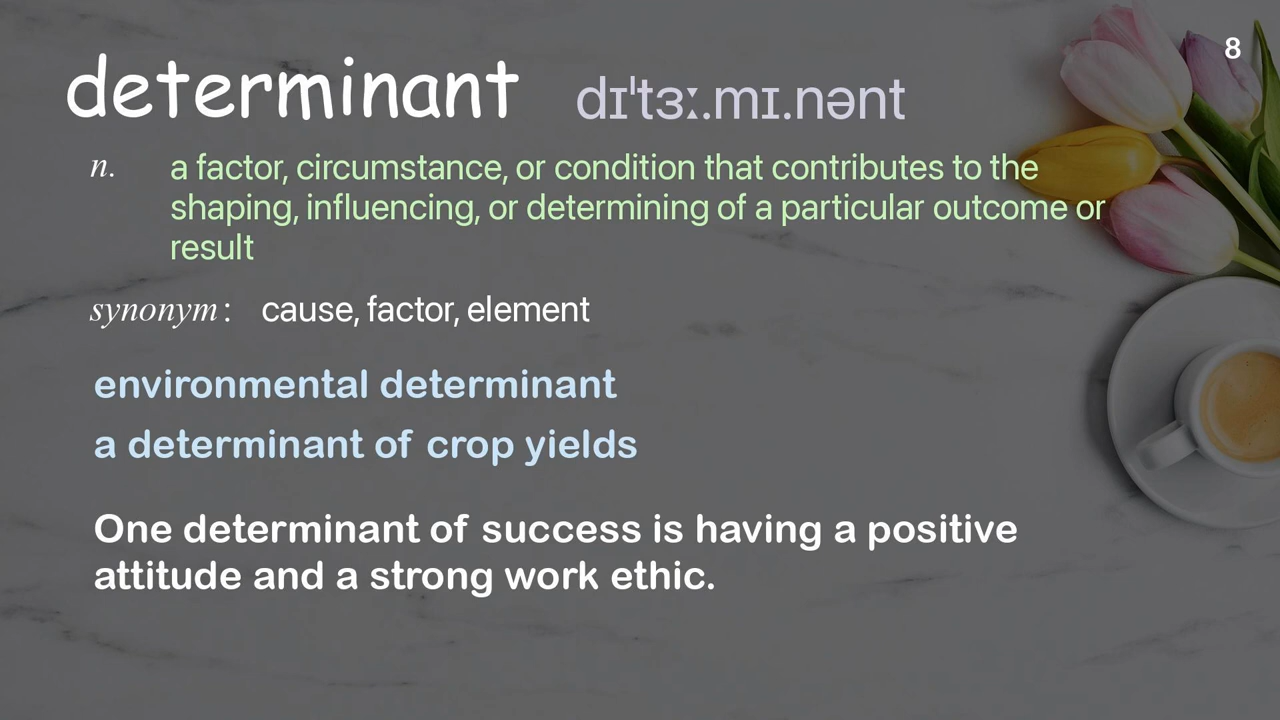 8
determinant dɪˈtɜː.mɪ.nənt
n. a factor, circumstance, or condition that contributes to the
shaping, influencing, or determining of a particular outcome or
result
synonym: cause, factor, element
environmental determinant
a determinant of crop yields
One determinant of success is having a positive
attitude and a strong work ethic.